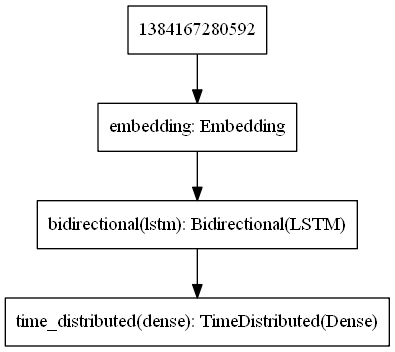 1384167280592
embedding: Embedding
bidirectional(lstm): Bidirectional(LSTM)
time_distributed(dense): TimeDistributed(Dense)